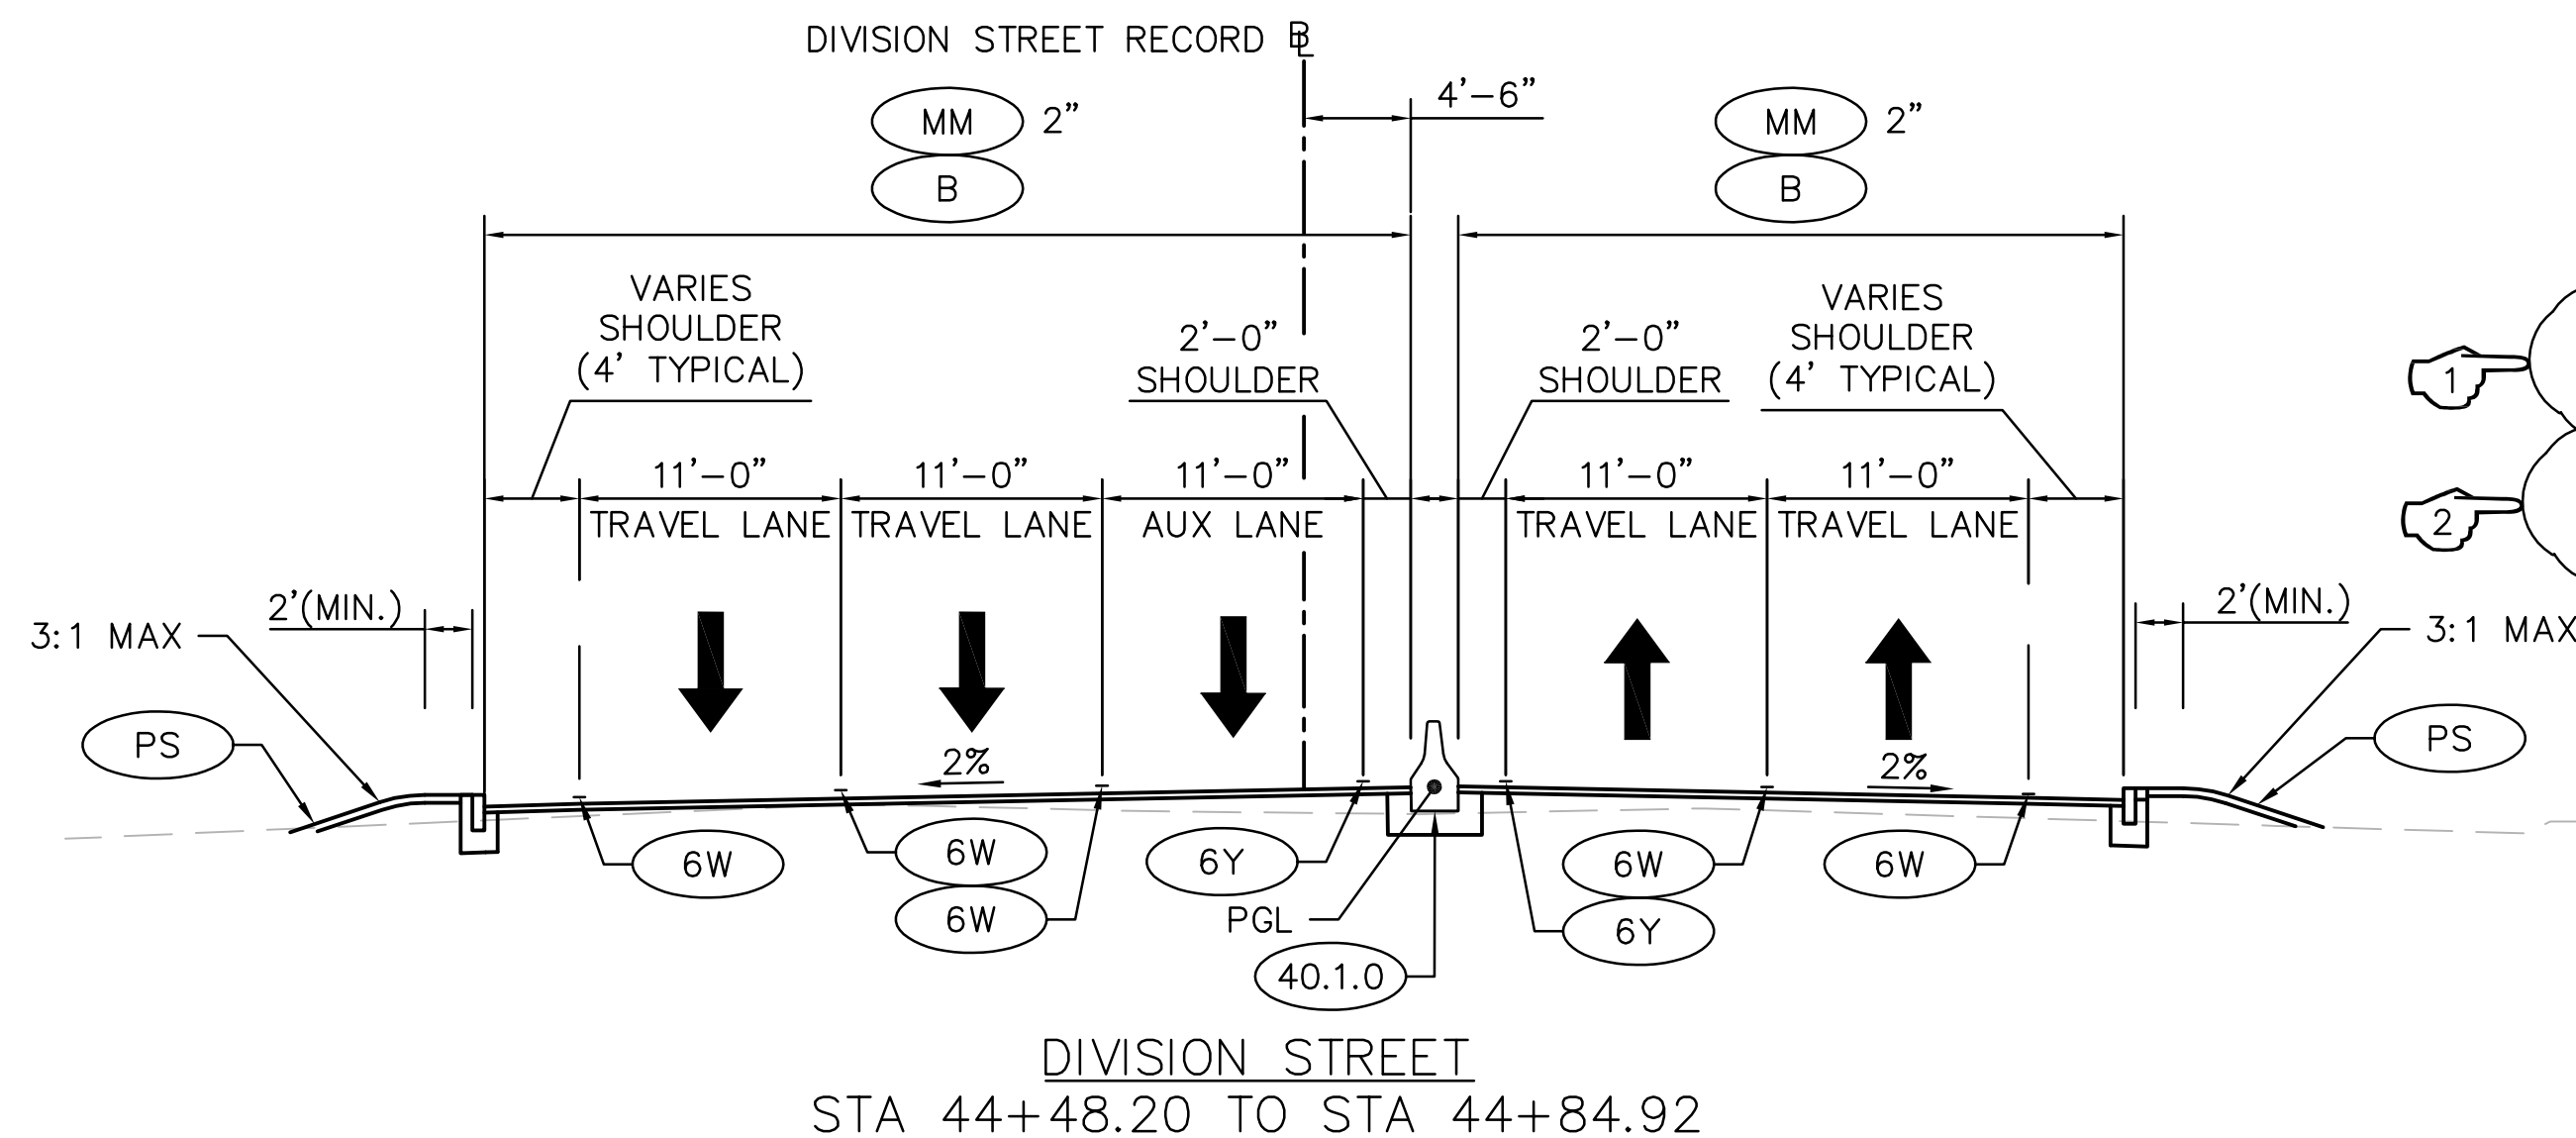 DIVISION STREET RECORD BL
4'-6"
MM 2"
MM 2"
B
B
VARIES
SHOULDER
(4' TYPICAL)
2'-0"
SHOULDER
2'-0"
SHOULDER
VARIES
SHOULDER
(4' TYPICAL)
1
2
11'-0"
TRAVEL LANE
11'-0"
TRAVEL LANE
11'-0"
AUX LANE
11'-0"
TRAVEL LANE
11'-0"
TRAVEL LANE
2'(MIN.)
2'(MIN.)
3:1 MAX
3:1 MAX
PS
PS
2%
2%
6W
6W
6W
6Y
6W
6Y
6W
PGL
40.1.0
DIVISION STREET
STA 44+48.20 TO STA 44+84.92